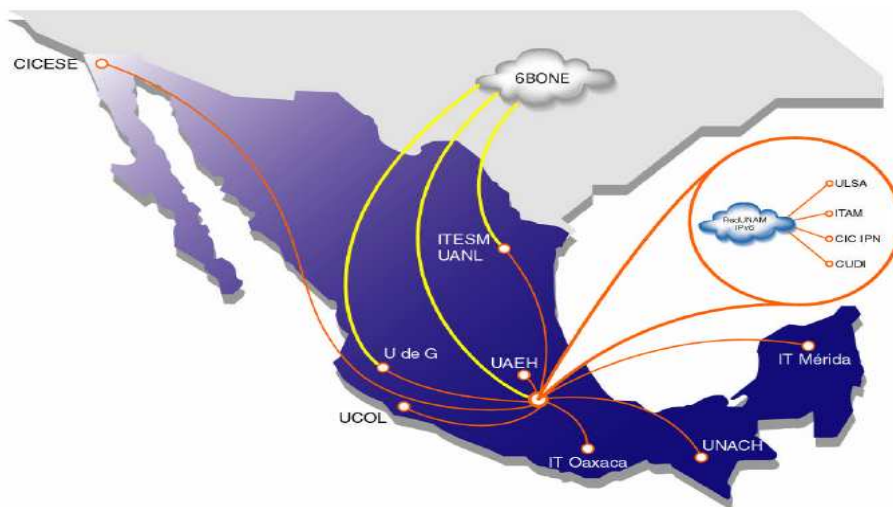 CICESE
6BONE
ULSA
RedUNAM
IPv6
ITAM
CIC IPN
CUDI
ITESM
UANL
U de G
UAEH
IT Mérida
UCOL
UNACH
IT Oaxaca